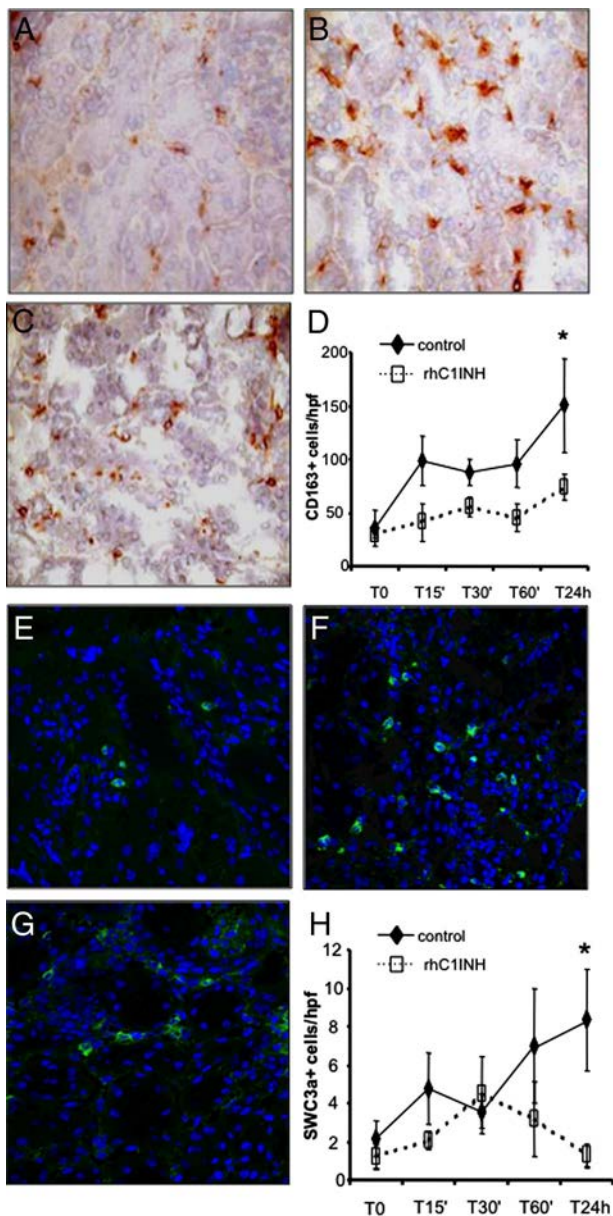 A
B
C
D
control
rhC1INH
*
CD163+ cells/hpf
200
150
100
50
0
T0 T15' T30' T60' T24h
E
F
G
H
control
rhC1INH
*
SWC3a+ cells/hpf
12
10
8
6
4
2
0
T0 T15' T30' T60' T24h